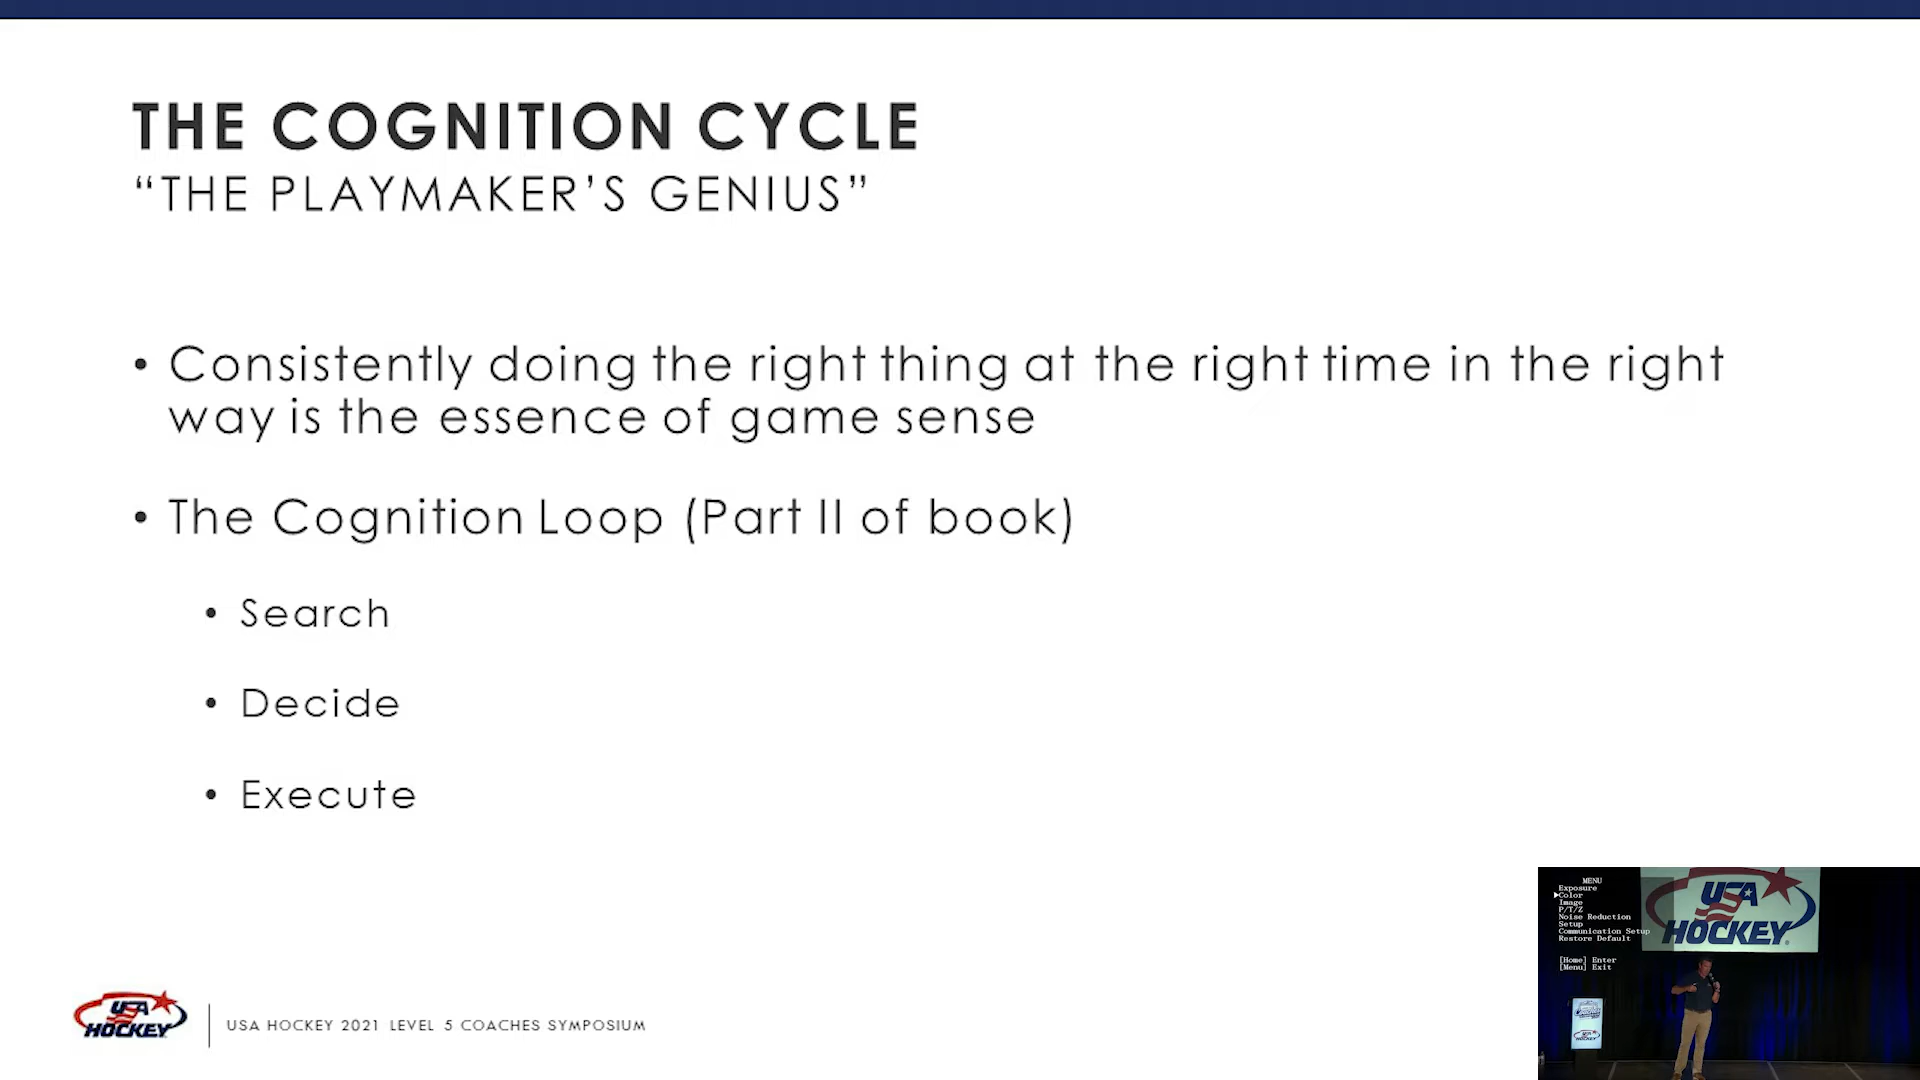 THE COGNITION CYCLE
“THE PLAYMAKER’S GENIUS”
• Consistently doing the right thing at the right time in the right
way is the essence of game sense
• The Cognition Loop (Part II of book)
• Search
• Decide
• Execute
USA
HOCKEY
USA HOCKEY 2021 LEVEL 5 COACHES SYMPOSIUM
MENU
Exposure
Color
Image
P/T/Z
Noise Reduction
Setup
Communication Setup
Restore Default
[Home] Enter
[Menu] Exit
USA
HOCKEY